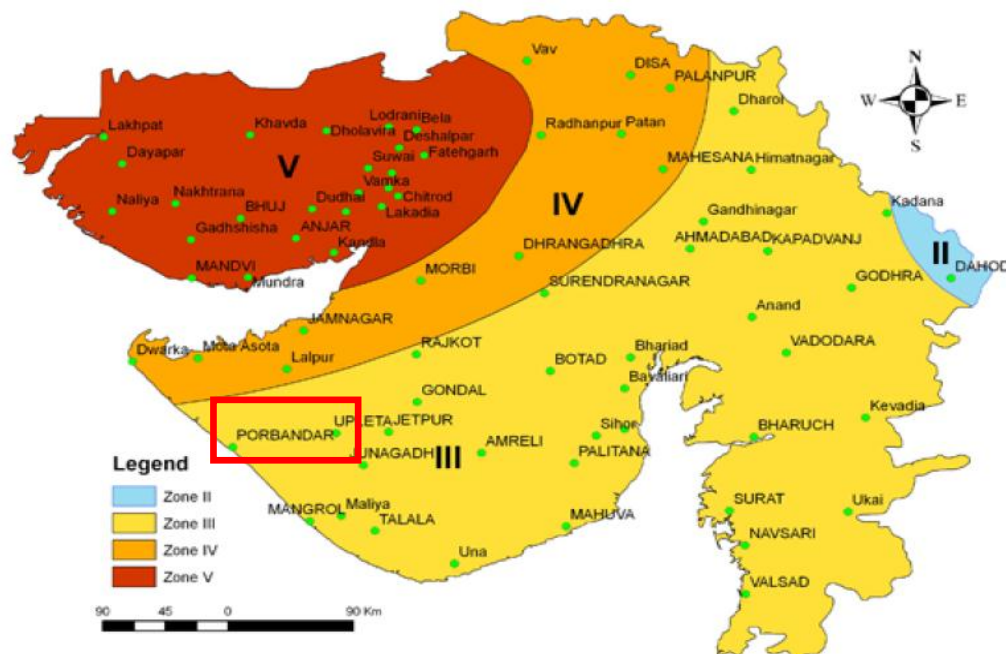 Vav
DISA
PALANPUR
Dharoi
N
W E
S
Lodrani
Bela
Lakhpat
Khavda
Dholavira
Deshalpar
Radhanpur
Patan
Dayapar
Fatehgarh
Suwai
V
MAHESANA
Himatnagar
Vamka
Naliya
Nakhtrana
Dudhai
Chitrod
BHUJ
Lakadia
IV
Kadana
Gadhshisha
ANJAR
Gandhinagar
Kandla
DHRANGADHRA
AHMADABAD
KAPADVANJ
II
MANDVI
Mundra
MORBI
DAHOD
SURENDRANAGAR
GODHRA
Anand
JAMNAGAR
Dwarka
Mota Asota
Lalpur
RAJKOT
BOTAD
Bhariad
VADODARA
GONDAL
Bavaliari
Kevadia
PORBANDAR
UPLETA
JETPUR
Sihor
BHARUCH
JUNAGADH
III
AMRELI
PALITANA
Legend
Zone II
Zone III
Zone IV
Zone V
MANGROL
Maliya
TALALA
MAHUVA
SURAT
Ukai
Una
NAVSARI
VALSAD
90 45 0 90 Km